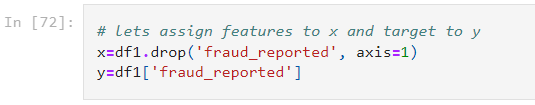 In [72]:
# lets assign features to x and target to y
x=df1.drop('fraud_reported', axis=1)
y=df1['fraud_reported']